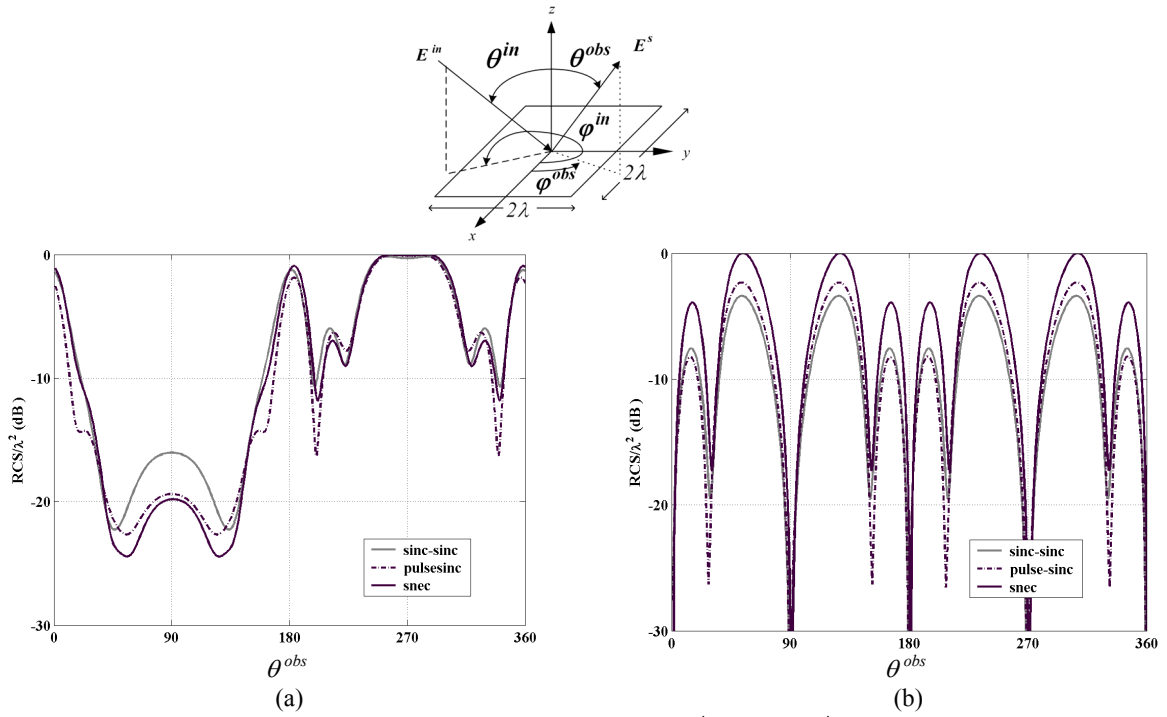 z
E^in
θ^in
θ^obs
E^s
φ^in
y
φ^obs
2λ
2λ
x
RCS/λ² (dB)
0
-10
-20
-30
sinc-sinc
pulsesinc
snec
0
90
180
270
360
θ^obs
(a)
RCS/λ² (dB)
0
-10
-20
-30
sinc-sinc
pulse-sinc
snec
0
90
180
270
360
θ^obs
(b)